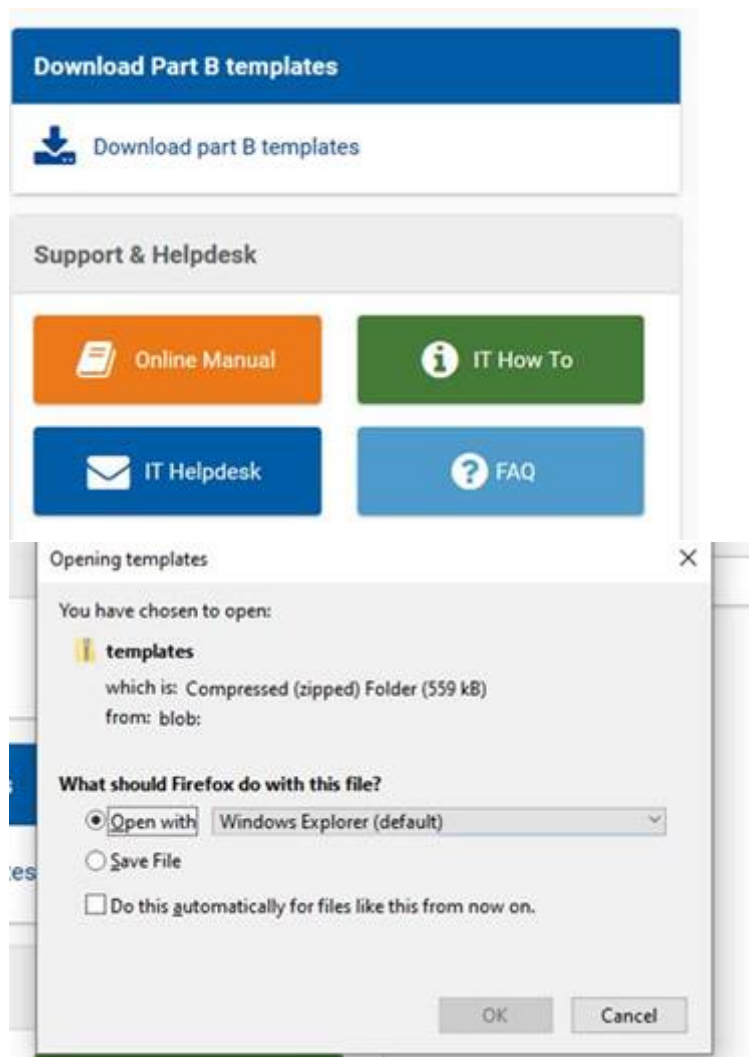 Download Part B templates
Download part B templates
Support & Helpdesk
Online Manual
IT How To
IT Helpdesk
FAQ
Opening templates
You have chosen to open:
templates
which is: Compressed (zipped) Folder (559 kB)
from: blob:
What should Firefox do with this file?
Open with Windows Explorer (default)
Save File
es
Do this automatically for files like this from now on.
OK Cancel